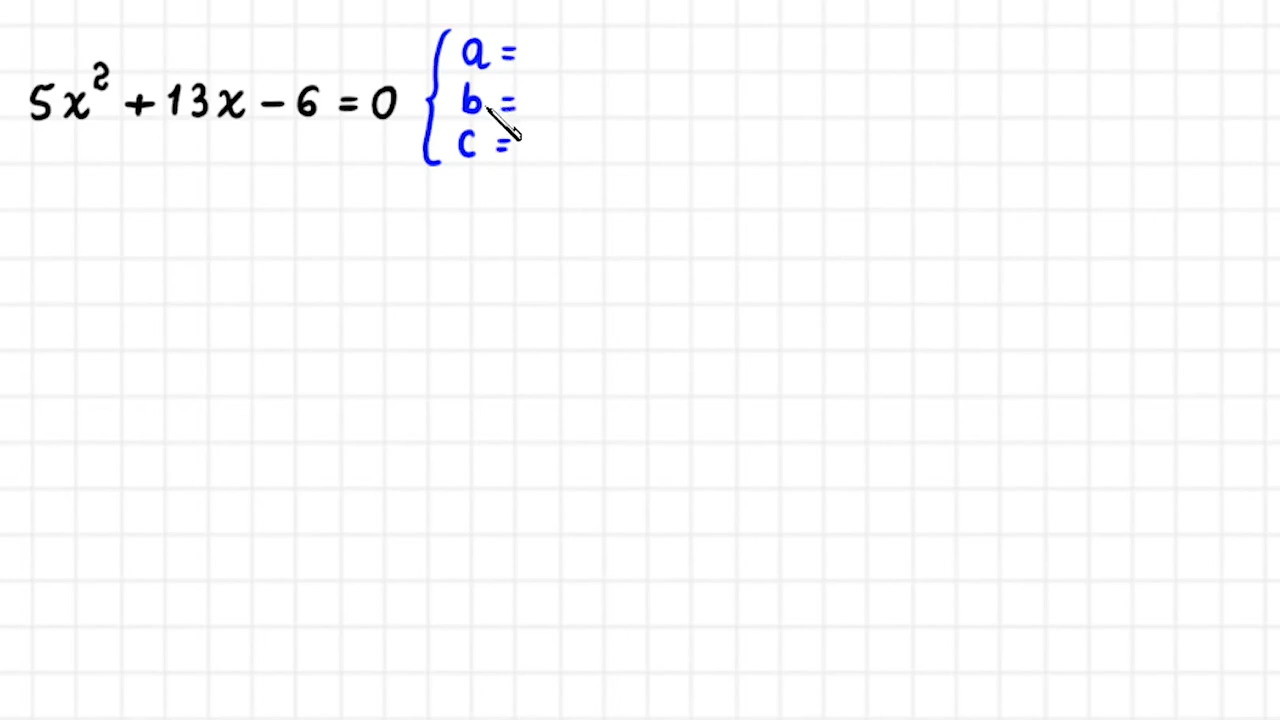 5x² + 13x - 6 = 0
a =
b =
c =